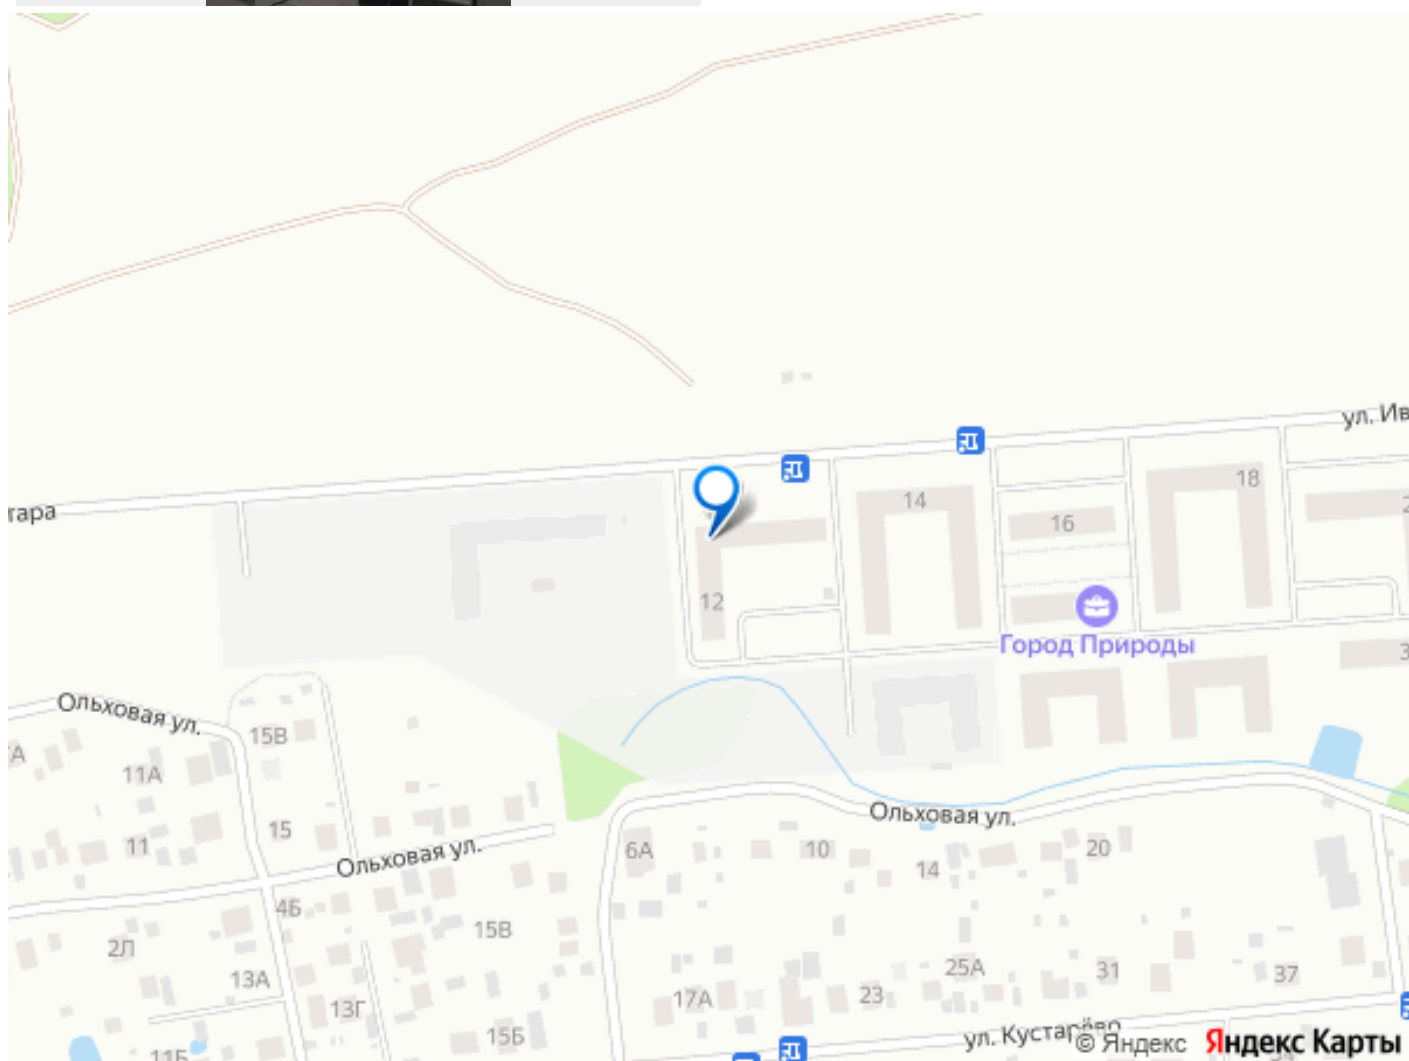 ул. Ив
тара
14
16
18
12
Город Природы
Ольховая ул.
15В
11А
15
11
Ольховая ул.
Ольховая ул.
6А
10
14
20
4Б
2Л
15В
13А
13Г
25А
31
37
17А
23
15Б
11Б
ул. Кустарёво
© Яндекс
Яндекс Карты